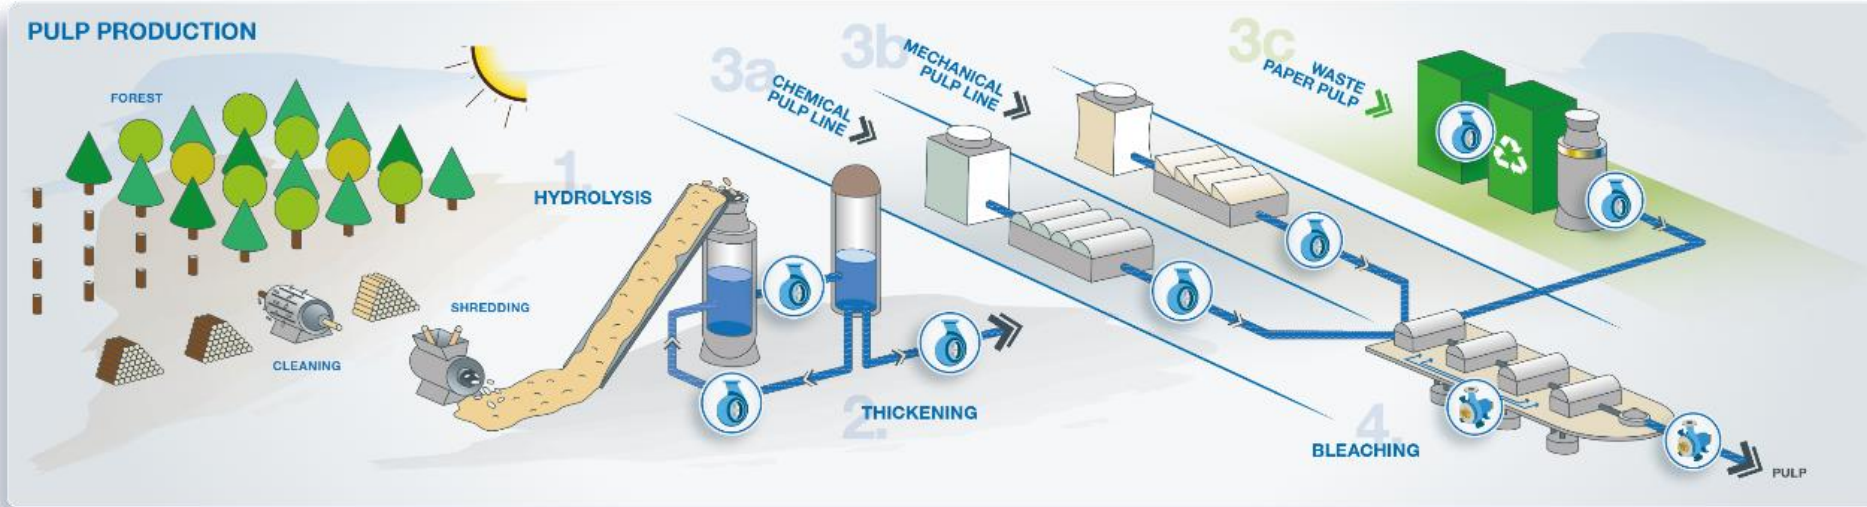 PULP PRODUCTION
FOREST
1.
HYDROLYSIS
CLEANING
SHREDDING
2.
THICKENING
3a
CHEMICAL
PULP LINE
3b
MECHANICAL
PULP LINE
3c
WASTE
PAPER PULP
4.
BLEACHING
PULP